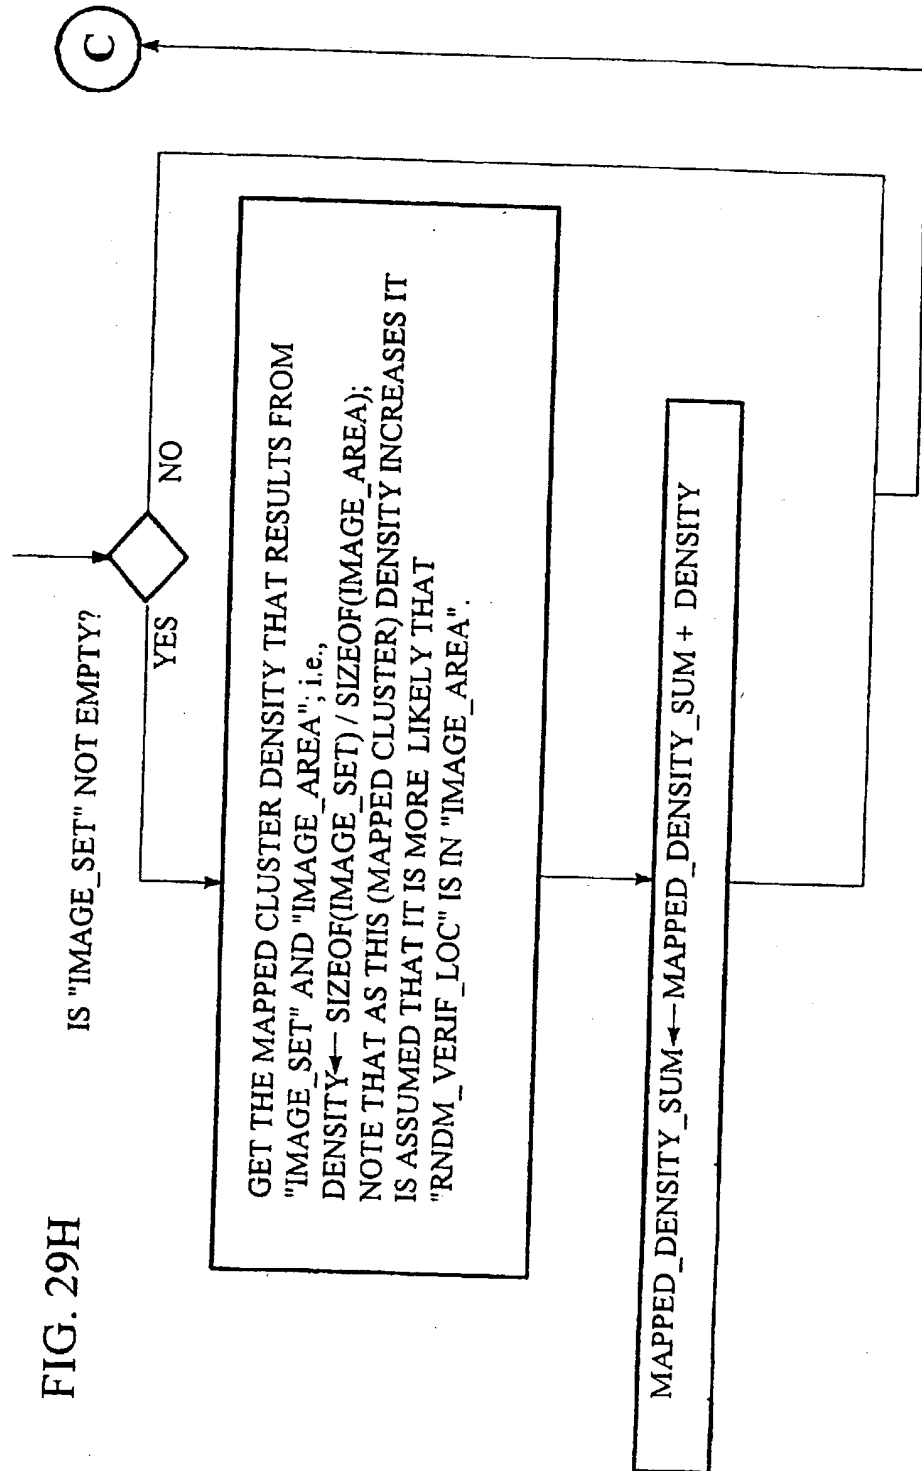 FIG. 29H
IS "IMAGE_SET" NOT EMPTY?
YES
NO
C
GET THE MAPPED CLUSTER DENSITY THAT RESULTS FROM
"IMAGE_SET" AND "IMAGE_AREA"; i.e.,
DENSITY← SIZEOF(IMAGE_SET) / SIZEOF(IMAGE_AREA);
NOTE THAT AS THIS (MAPPED CLUSTER) DENSITY INCREASES IT
IS ASSUMED THAT IT IS MORE LIKELY THAT
"RNDM_VERIF_LOC" IS IN "IMAGE_AREA".
MAPPED_DENSITY_SUM←MAPPED_DENSITY_SUM + DENSITY